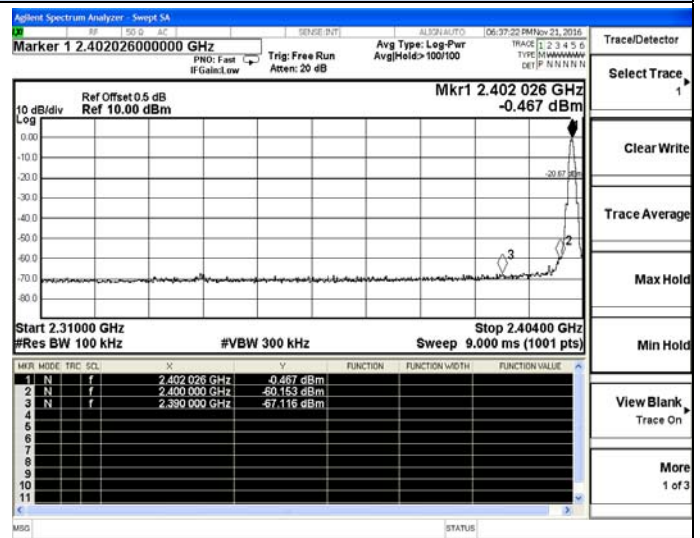 Agilent Spectrum Analyzer - Swept SA
RF 50 Ω AC SENSE:INT ALIGN AUTO 06:37:22 PM Nov 21, 2016
Marker 1 2.402026000000 GHz
PNO: Fast
IFGain:Low
Trig: Free Run
Atten: 20 dB
Avg Type: Log-Pwr
Avg|Hold>100/100
TRACE 1 2 3 4 5 6
TYPE MWWWWW
DET P N N N N N
Trace/Detector
Select Trace
1
Clear Write
Trace Average
Max Hold
Min Hold
View Blank
Trace On
More
1 of 3
Ref Offset 0.5 dB
10 dB/div Ref 10.00 dBm
Log
Mkr1 2.402 026 GHz
-0.467 dBm
0.00
-10.0
-20.0
-30.0
-40.0
-50.0
-60.0
-70.0
-80.0
-20.67 dBm
2
3
Start 2.31000 GHz Stop 2.40400 GHz
#Res BW 100 kHz #VBW 300 kHz Sweep 9.000 ms (1001 pts)
MKR MODE TRC SCL X Y FUNCTION FUNCTION WIDTH FUNCTION VALUE
1 N f 2.402 026 GHz -0.467 dBm
2 N f 2.400 000 GHz -60.153 dBm
3 N f 2.390 000 GHz -67.116 dBm
4
5
6
7
8
9
10
11
MSG STATUS